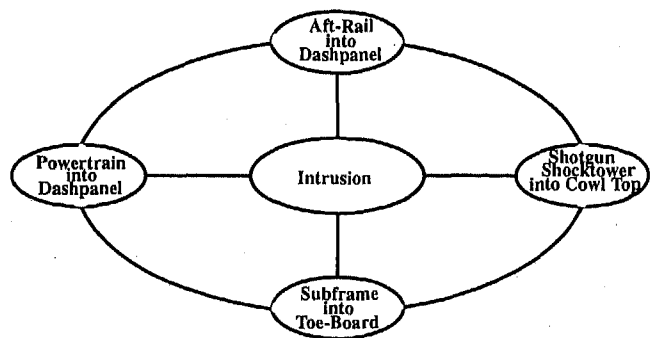 Aft-Rail
into
Dashpanel
Powertrain
into
Dashpanel
Intrusion
Shotgun
Shocktower
into Cowl Top
Subframe
into
Toe-Board